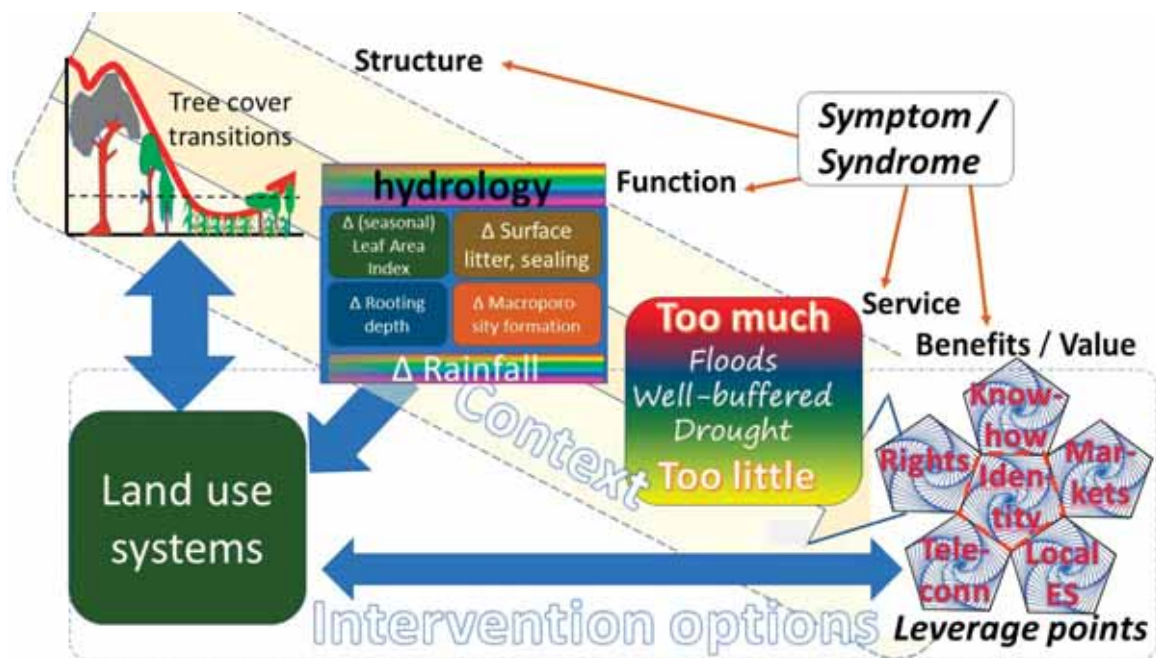 Structure
Symptom /
Syndrome
Tree cover
transitions
hydrology
Function
Δ (seasonal)
Leaf Area
Index
Δ Surface
litter, sealing
Δ Rooting
depth
Δ Macroporo-
sity formation
Δ Rainfall
Service
Too much
Floods
Well-buffered
Drought
Too little
Benefits / Value
Context
Land use
systems
Know-
how
Rights
Mar-
kets
Iden-
tity
Tele-
conn
Local
ES
Intervention options
Leverage points